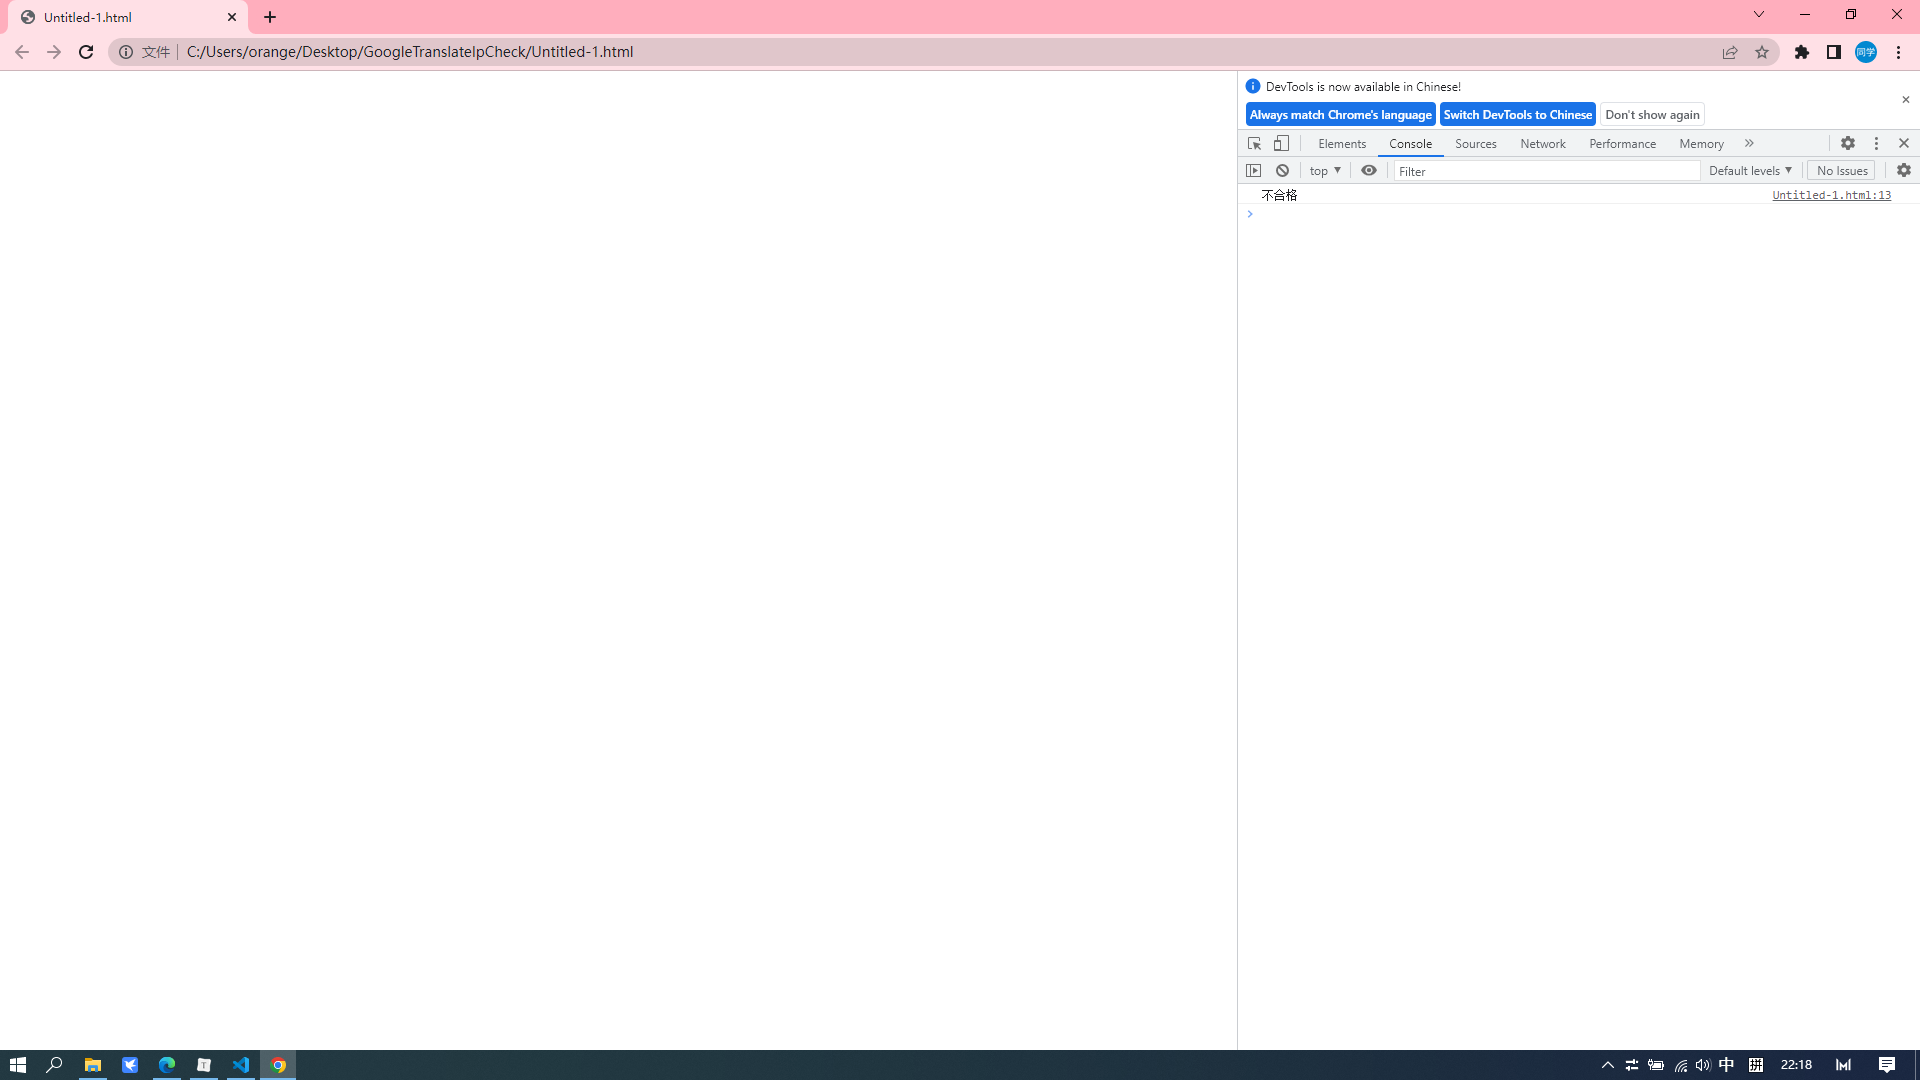 Untitled-1.html
文件 C:/Users/orange/Desktop/GoogleTranslateIpCheck/Untitled-1.html
同学
DevTools is now available in Chinese!
Always match Chrome's language Switch DevTools to Chinese Don't show again
Elements Console Sources Network Performance Memory
top Filter Default levels No Issues
不合格 Untitled-1.html:13
中 拼 22:18